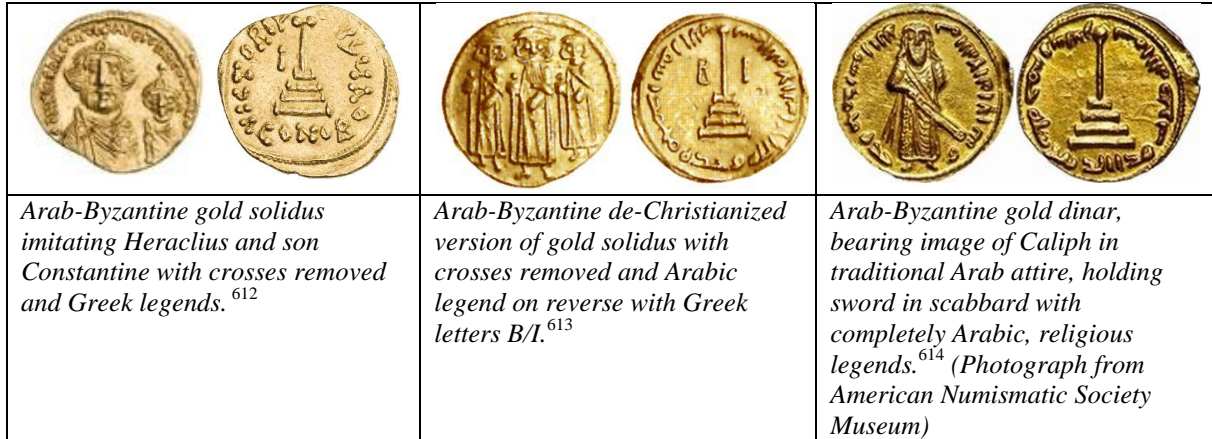 CONOB
B I
Arab-Byzantine gold solidus
imitating Heraclius and son
Constantine with crosses removed
and Greek legends. 612
Arab-Byzantine de-Christianized
version of gold solidus with
crosses removed and Arabic
legend on reverse with Greek
letters B/I.613
Arab-Byzantine gold dinar,
bearing image of Caliph in
traditional Arab attire, holding
sword in scabbard with
completely Arabic, religious
legends.614 (Photograph from
American Numismatic Society
Museum)